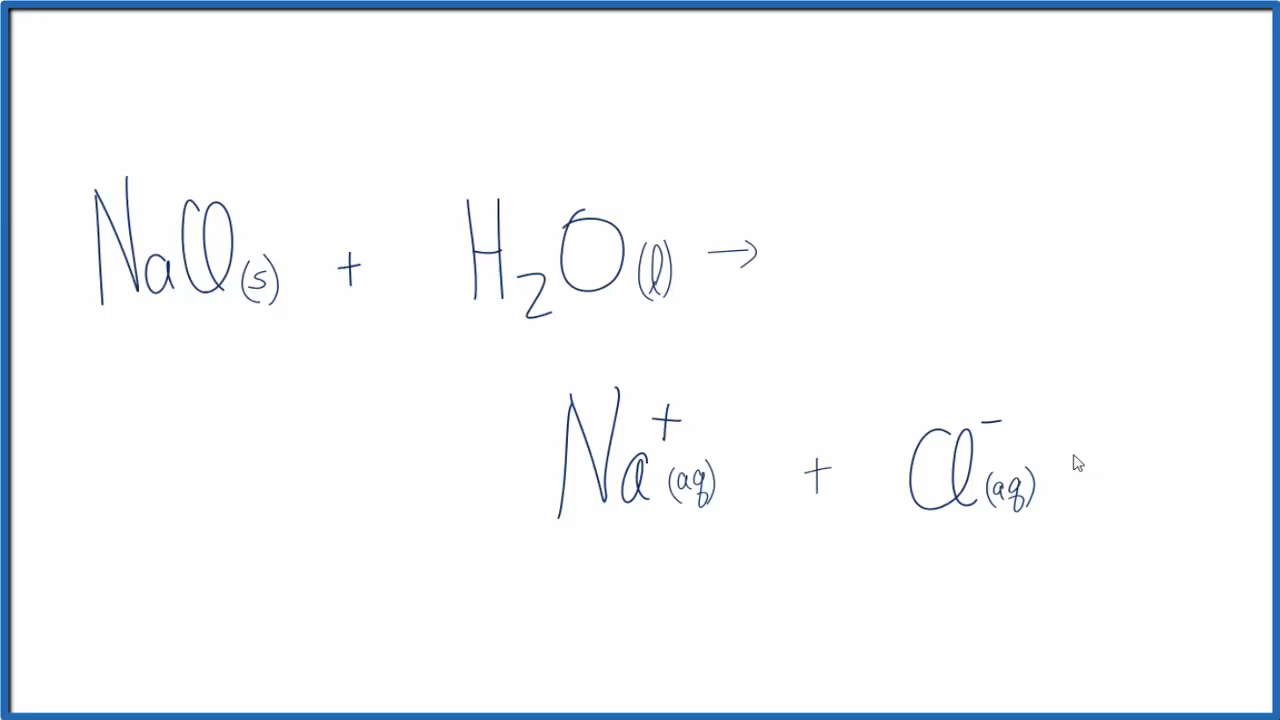 NaCl(s) + H₂O(l) →
Na⁺(aq) + Cl⁻(aq)